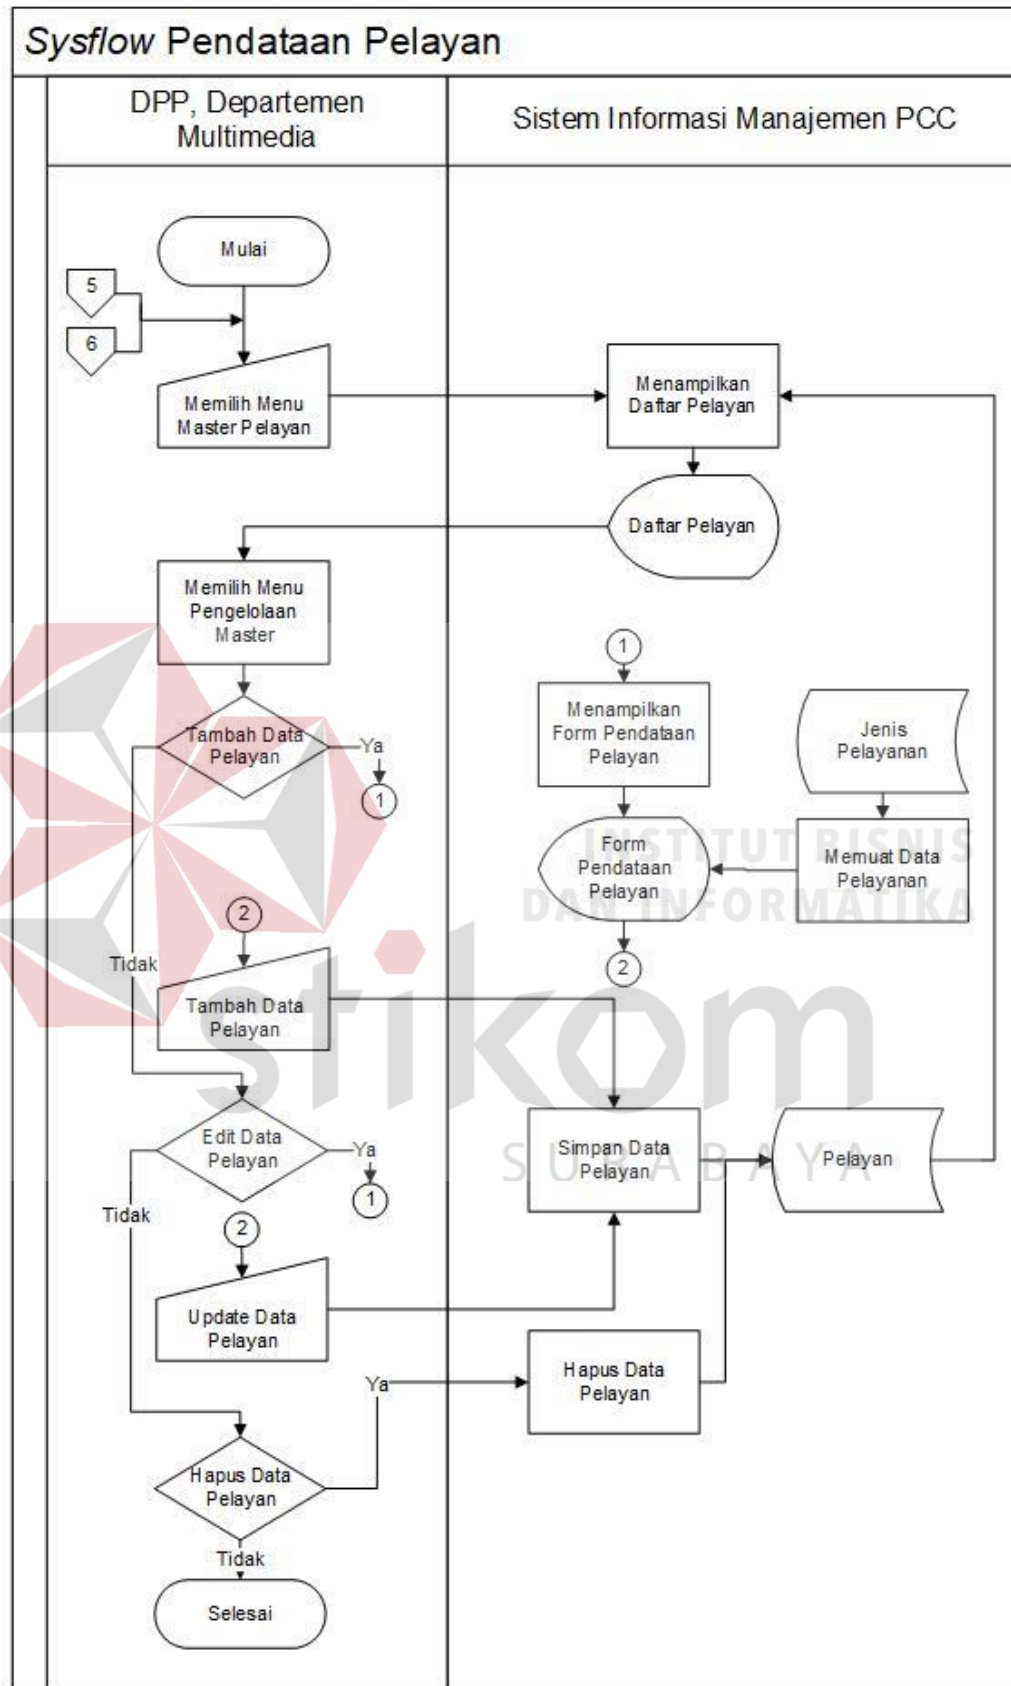 Sysflow Pendataan Pelayan
DPP, Departemen
Multimedia
Sistem Informasi Manajemen PCC
Mulai
5
6
Memilih Menu
Master Pelayan
Menampilkan
Daftar Pelayan
Daftar Pelayan
Memilih Menu
Pengelolaan
Master
Tambah Data
Pelayan
Ya
1
1
Menampilkan
Form Pendataan
Pelayan
Jenis
Pelayanan
Form
Pendataan
Pelayan
Memuat Data
Pelayanan
INSTITUT BISNIS
DAN INFORMATIKA
2
2
Tidak
Tambah Data
Pelayan
stikom
SURABAYA
Edit Data
Pelayan
Ya
1
Simpan Data
Pelayan
Pelayan
Tidak
2
Update Data
Pelayan
Hapus Data
Pelayan
Ya
Hapus Data
Pelayan
Tidak
Selesai